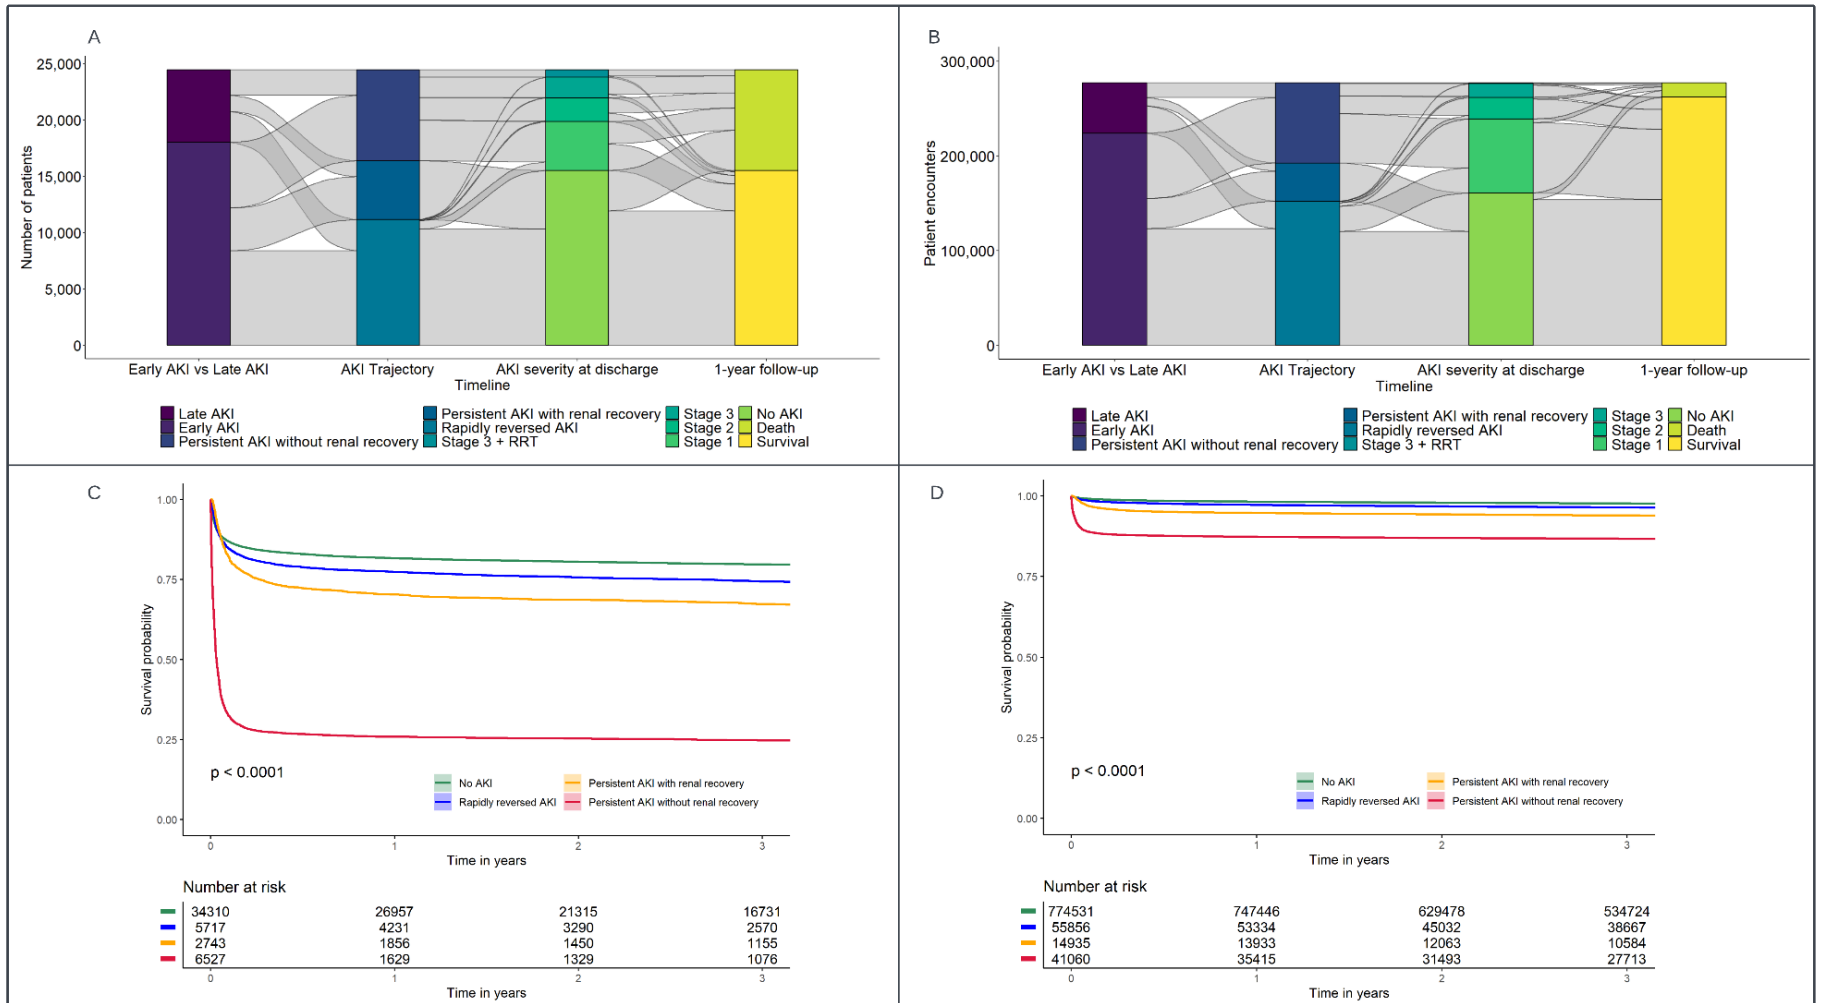 A
Number of patients
25,000
20,000
15,000
10,000
5,000
0
Early AKI vs Late AKI
AKI Trajectory
AKI severity at discharge
1-year follow-up
Timeline
Late AKI
Early AKI
Persistent AKI without renal recovery
Persistent AKI with renal recovery
Rapidly reversed AKI
Stage 3 + RRT
Stage 3
Stage 2
Stage 1
No AKI
Death
Survival
B
Patient encounters
300,000
200,000
100,000
0
Early AKI vs Late AKI
AKI Trajectory
AKI severity at discharge
1-year follow-up
Timeline
Late AKI
Early AKI
Persistent AKI without renal recovery
Persistent AKI with renal recovery
Rapidly reversed AKI
Stage 3 + RRT
Stage 3
Stage 2
Stage 1
No AKI
Death
Survival
C
Survival probability
1.00
0.75
0.50
0.25
0.00
p < 0.0001
No AKI
Rapidly reversed AKI
Persistent AKI with renal recovery
Persistent AKI without renal recovery
0 1 2 3
Time in years
Number at risk
34310 26957 21315 16731
5717 4231 3290 2570
2743 1856 1450 1155
6527 1629 1329 1076
0 1 2 3
Time in years
D
Survival probability
1.00
0.75
0.50
0.25
0.00
p < 0.0001
No AKI
Rapidly reversed AKI
Persistent AKI with renal recovery
Persistent AKI without renal recovery
0 1 2 3
Time in years
Number at risk
774531 747446 629478 534724
55856 53334 45032 38667
14935 13933 12063 10584
41060 35415 31493 27713
0 1 2 3
Time in years